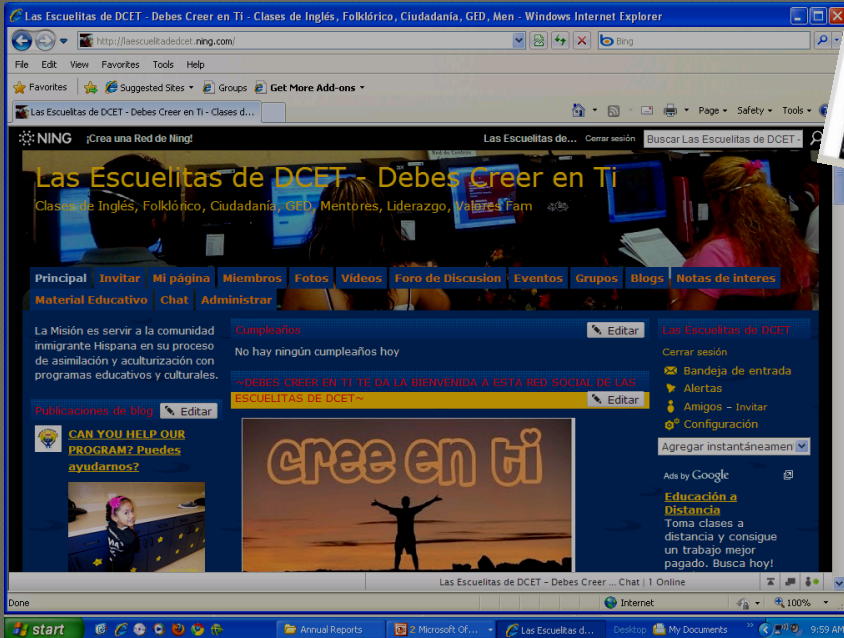 Las Escuelitas de DCET - Debes Creer en Ti - Clases de Inglés, Folklórico, Ciudadanía, GED, Men - Windows Internet Explorer
http://laescuelitadedcet.ning.com/
Bing
File Edit View Favorites Tools Help
Favorites Suggested Sites Groups Get More Add-ons
Las Escuelitas de DCET - Debes Creer en Ti - Clases d...
Page Safety Tools
NING ¡Crea una Red de Ning! Las Escuelitas de... Cerrar sesión Buscar Las Escuelitas de DCET -
Las Escuelitas de DCET - Debes Creer en Ti
Clases de Inglés, Folklórico, Ciudadanía, GED, Mentores, Liderazgo, Valores Fam
Principal Invitar Mi página Miembros Fotos Vídeos Foro de Discusion Eventos Grupos Blogs Notas de interes
Material Educativo Chat Administrar
La Misión es servir a la comunidad
inmigrante Hispana en su proceso
de asimilación y aculturización con
programas educativos y culturales.
Publicaciones de blog Editar
CAN YOU HELP OUR
PROGRAM? Puedes
ayudarnos?
Cumpleaños Editar
No hay ningún cumpleaños hoy
~DEBES CREER EN TI TE DA LA BIENVENIDA A ESTA RED SOCIAL DE LAS
ESCUELITAS DE DCET~ Editar
cree en ti
Las Escuelitas de DCET
Cerrar sesión
Bandeja de entrada
Alertas
Amigos – Invitar
Configuración
Agregar instantáneamen
Ads by Google
Educación a
Distancia
Toma clases a
distancia y consigue
un trabajo mejor
pagado. Busca hoy!
Las Escuelitas de DCET – Debes Creer ... Chat | 1 Online
Done Internet 100%
start Annual Reports 2 Microsoft Of... Las Escuelitas d... Desktop My Documents 9:59 AM